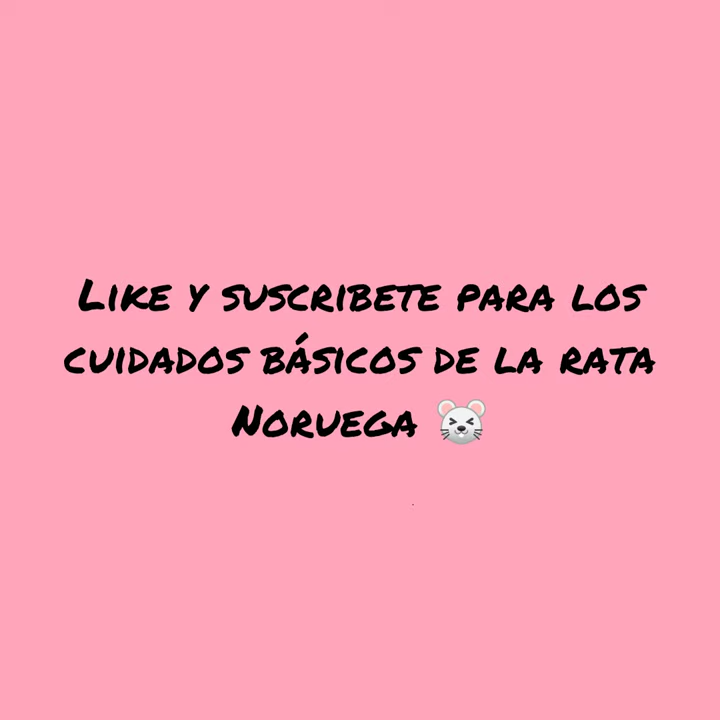 Like y suscribete para los
cuidados básicos de la rata
Noruega 🐭